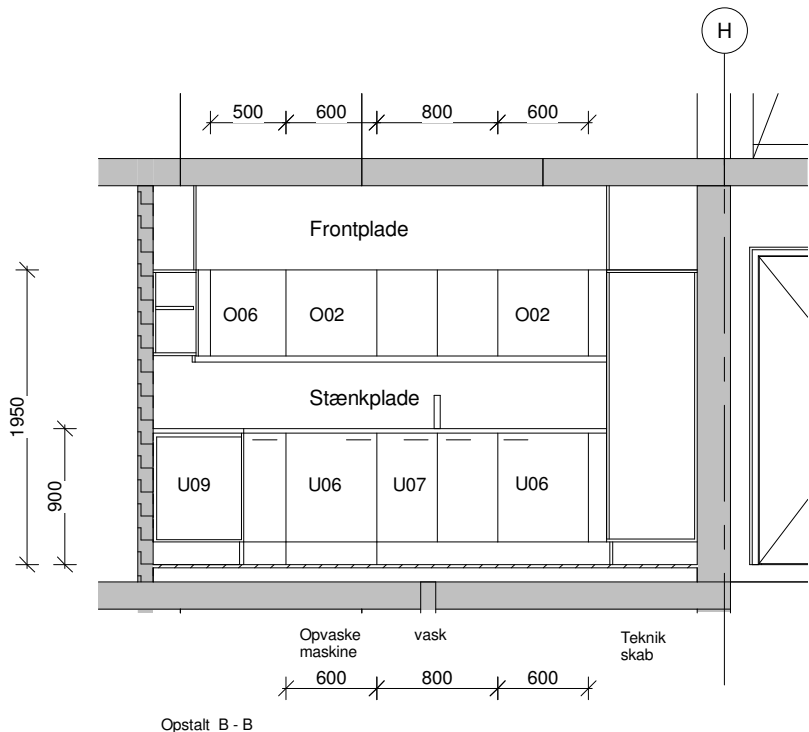 H
500 600 800 600
Frontplade
O06 O02 O02
Stænkplade
1950
900
U09 U06 U07 U06
Opvaske
maskine
vask
Teknik
skab
600 800 600
Opstalt B - B